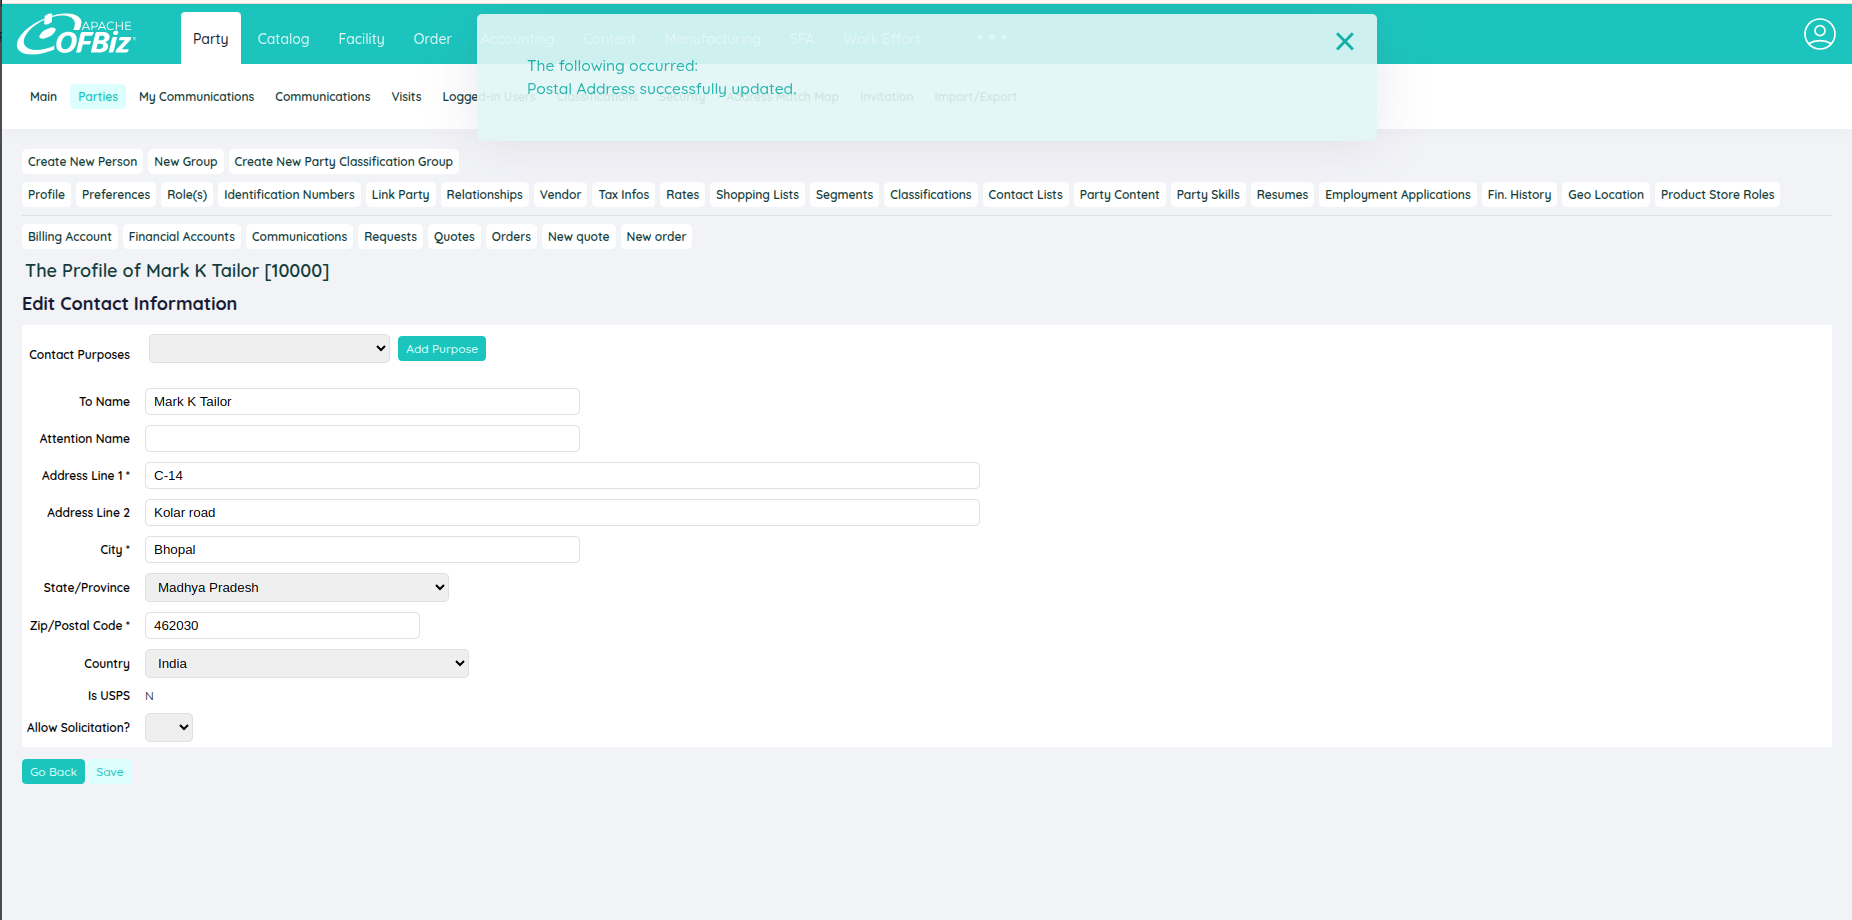 APACHE
OFBiz
Party Catalog Facility Order Accounting Content Manufacturing SFA Work Effort
The following occurred:
Postal Address successfully updated.
Main Parties My Communications Communications Visits Logged-in Users Classifications Security Address Match Map Invitation Import/Export
Create New Person New Group Create New Party Classification Group
Profile Preferences Role(s) Identification Numbers Link Party Relationships Vendor Tax Infos Rates Shopping Lists Segments Classifications Contact Lists Party Content Party Skills Resumes Employment Applications Fin. History Geo Location Product Store Roles
Billing Account Financial Accounts Communications Requests Quotes Orders New quote New order
The Profile of Mark K Tailor [10000]
Edit Contact Information
Contact Purposes Add Purpose
To Name Mark K Tailor
Attention Name
Address Line 1 * C-14
Address Line 2 Kolar road
City * Bhopal
State/Province Madhya Pradesh
Zip/Postal Code * 462030
Country India
Is USPS N
Allow Solicitation?
Go Back Save